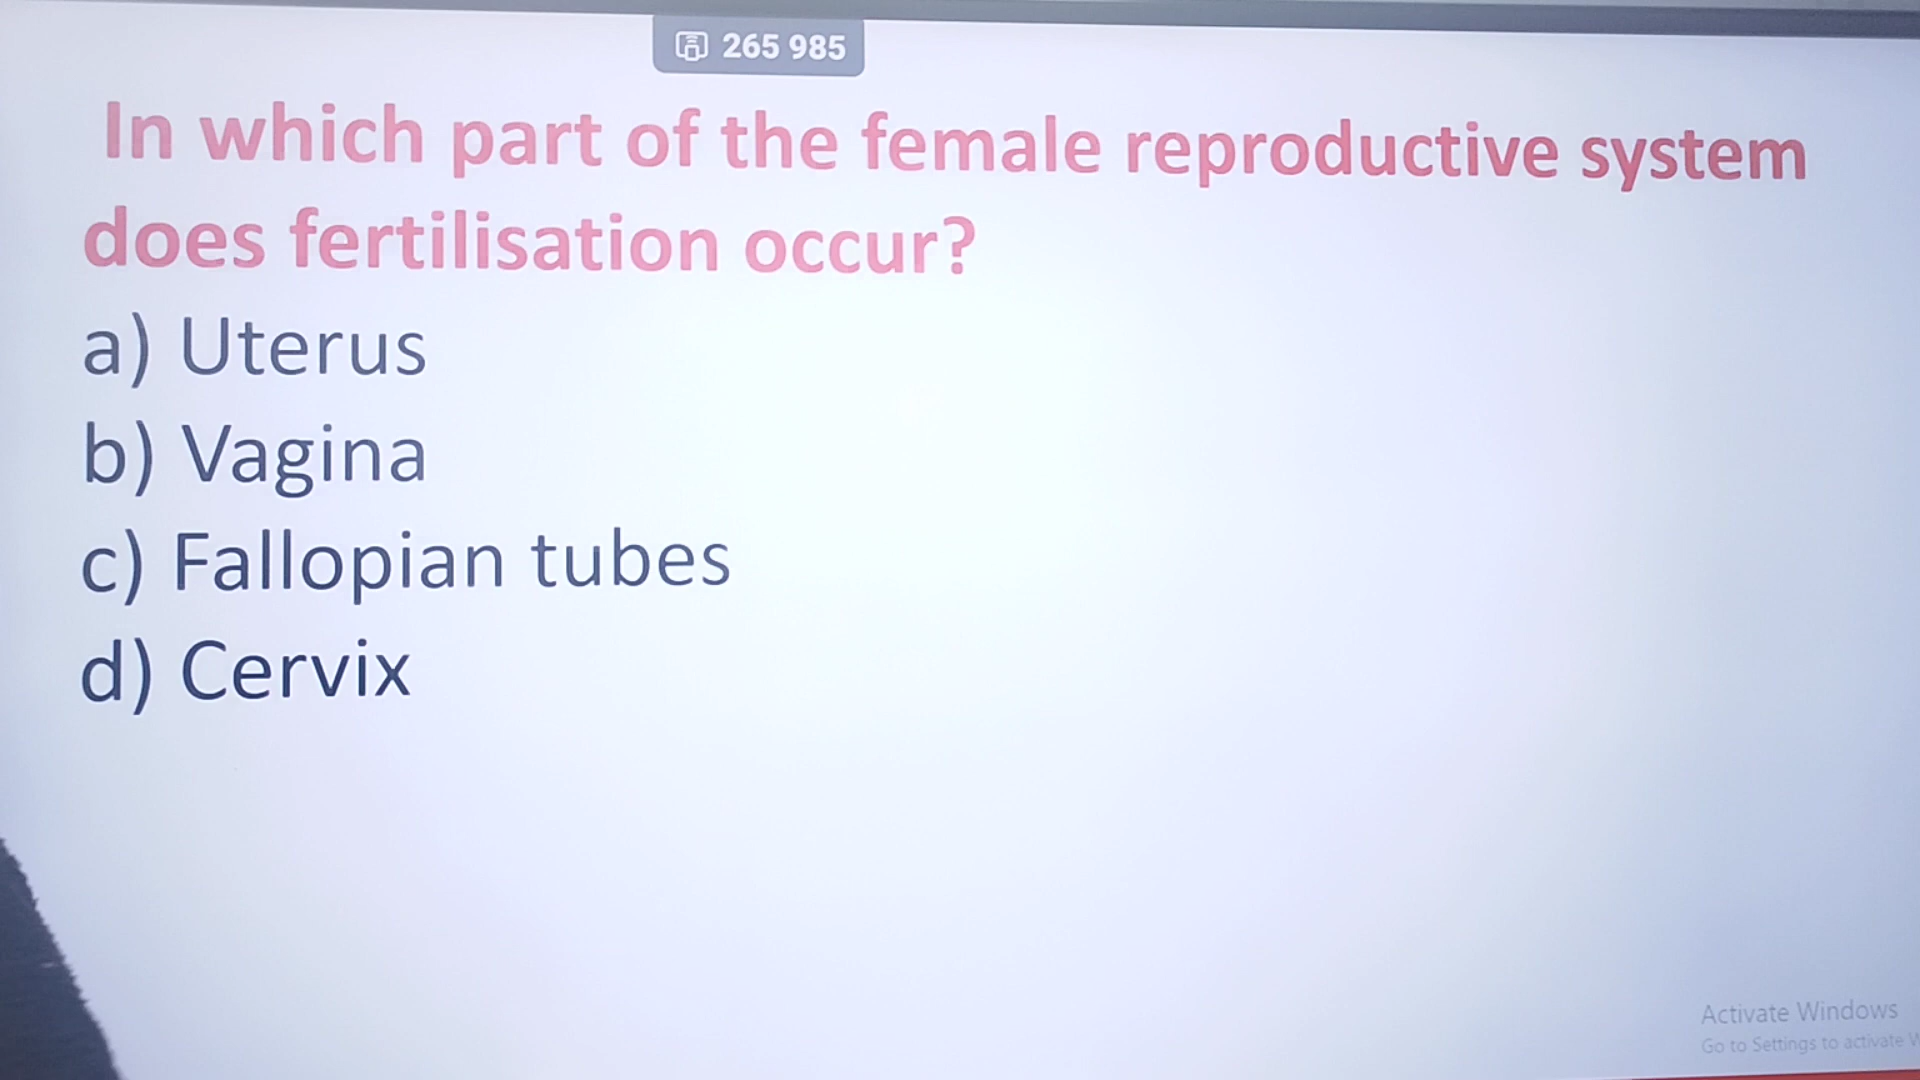 265 985
In which part of the female reproductive system
does fertilisation occur?
a) Uterus
b) Vagina
c) Fallopian tubes
d) Cervix
Activate Windows
Go to Settings to activate